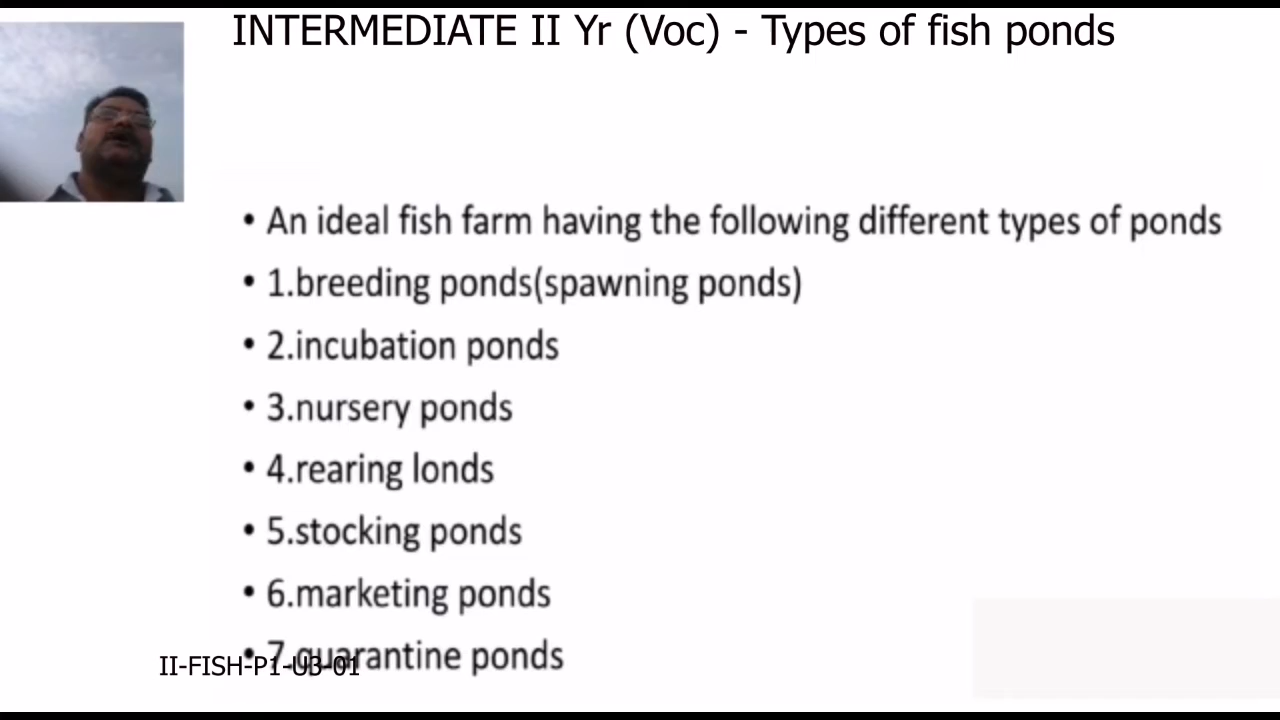 INTERMEDIATE II Yr (Voc) - Types of fish ponds
• An ideal fish farm having the following different types of ponds
• 1.breeding ponds(spawning ponds)
• 2.incubation ponds
• 3.nursery ponds
• 4.rearing londs
• 5.stocking ponds
• 6.marketing ponds
• 7.quarantine ponds
II-FISH-P1-U3-01